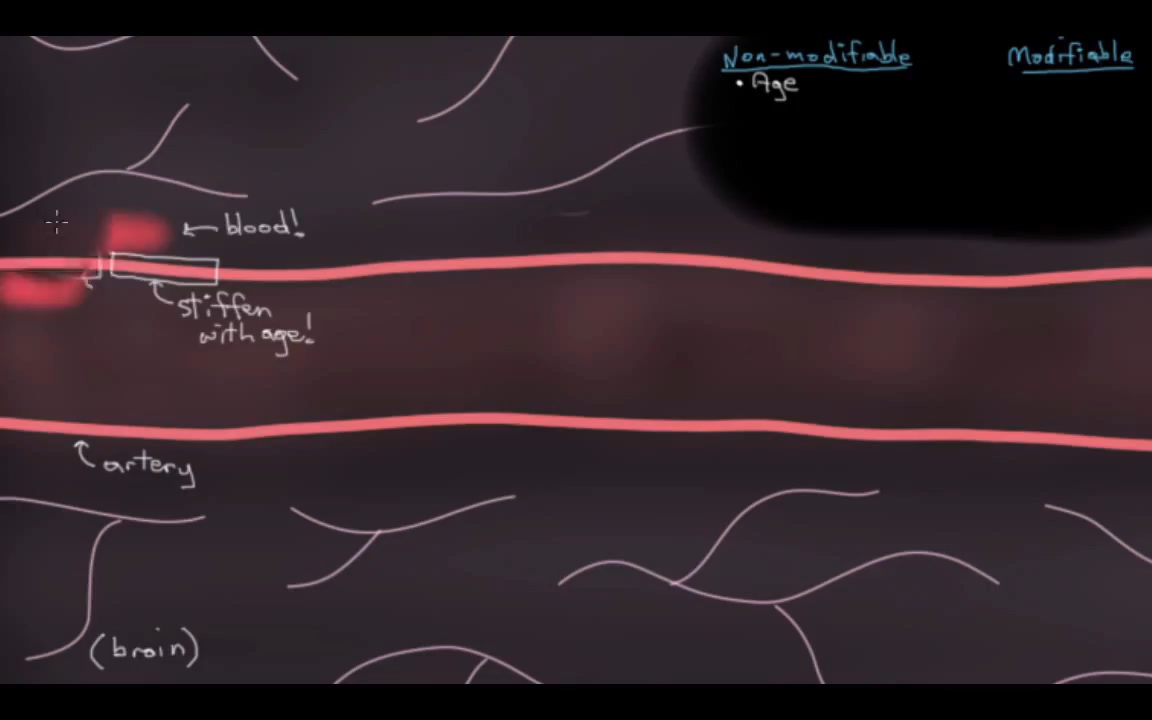 Non-modifiable
Modifiable
• Age
← blood!
stiffen
with age!
artery
(brain)